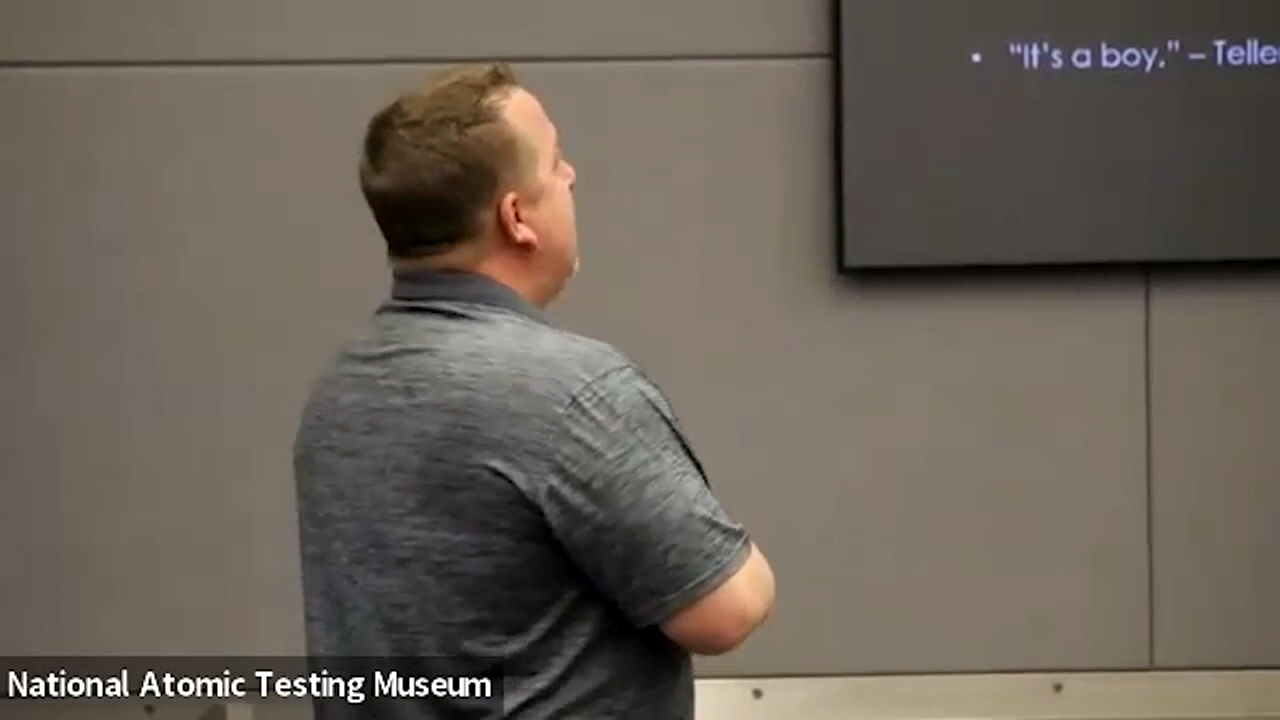 • “It's a boy.” – Telle
National Atomic Testing Museum